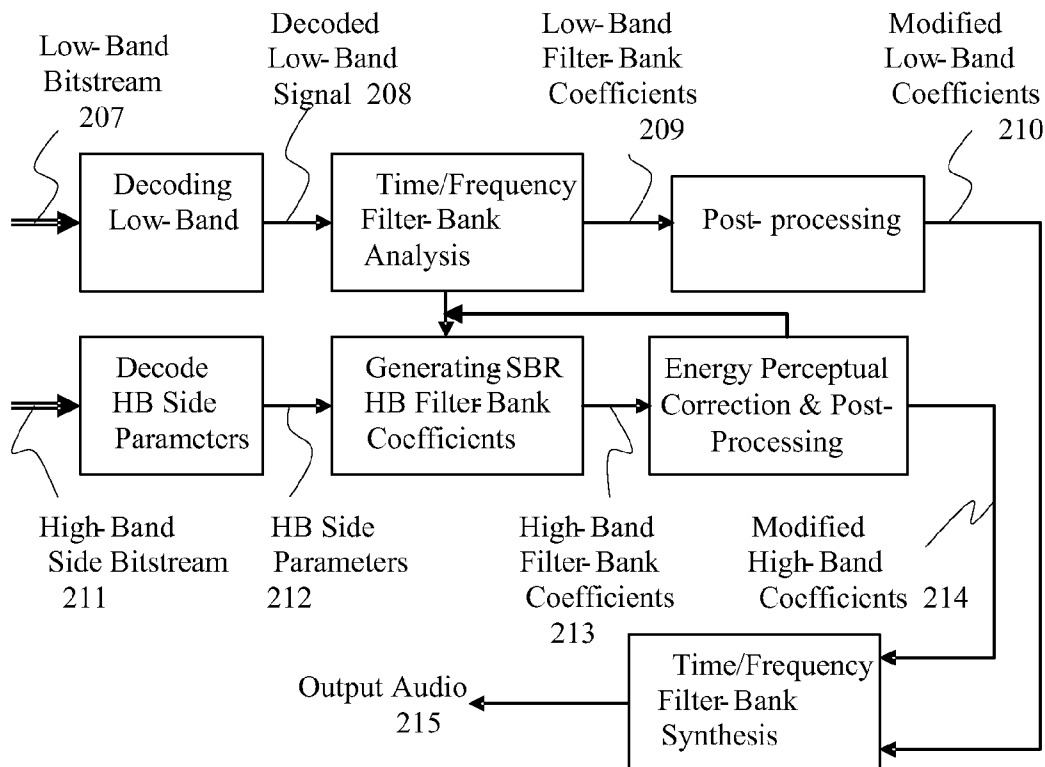 Low-Band
Bitstream
207
Decoded
Low-Band
Signal 208
Low-Band
Filter-Bank
Coefficients
209
Modified
Low-Band
Coefficients
210
Decoding
Low-Band
Time/Frequency
Filter-Bank
Analysis
Post-processing
Decode
HB Side
Parameters
Generating SBR
HB Filter-Bank
Coefficients
Energy Perceptual
Correction & Post-
Processing
High-Band
Side Bitstream
211
HB Side
Parameters
212
High-Band
Filter-Bank
Coefficients
213
Modified
High-Band
Coefficients 214
Output Audio
215
Time/Frequency
Filter-Bank
Synthesis